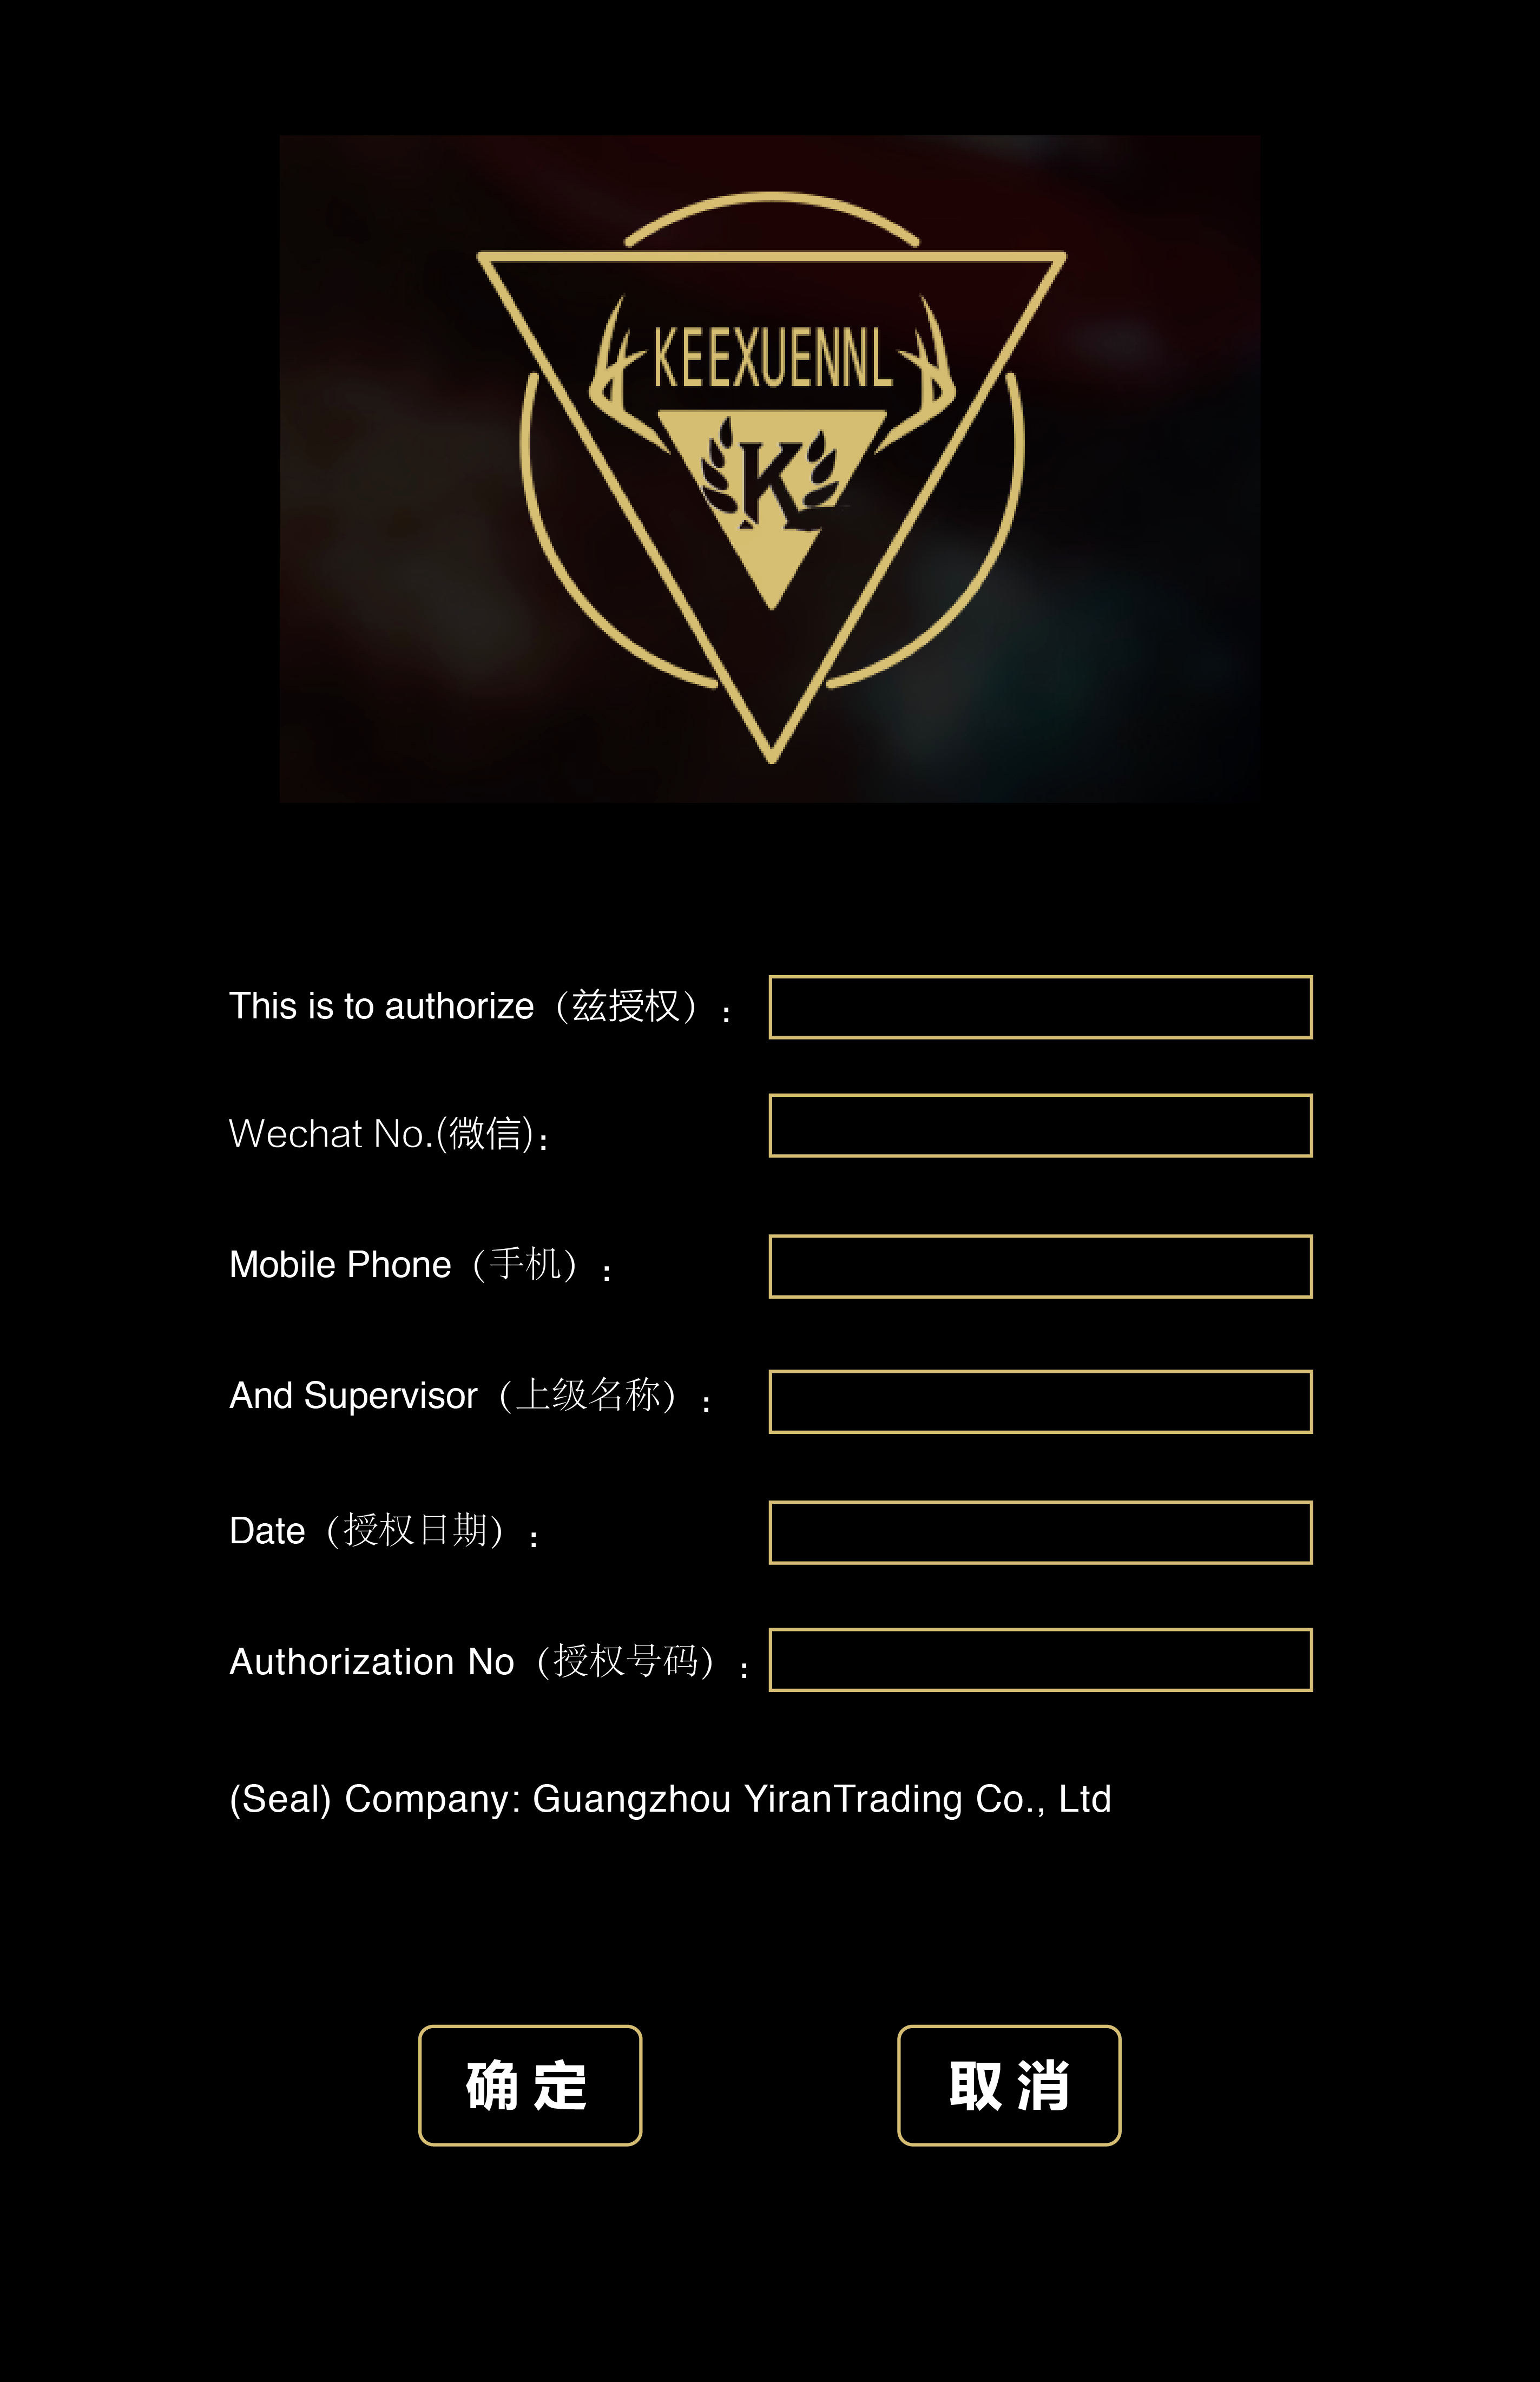 KEEXUENNL
K
This is to authorize（兹授权）：
Wechat No.(微信)：
Mobile Phone（手机）：
And Supervisor（上级名称）：
Date（授权日期）：
Authorization No（授权号码）：
(Seal) Company: Guangzhou YiranTrading Co., Ltd
确定 取消